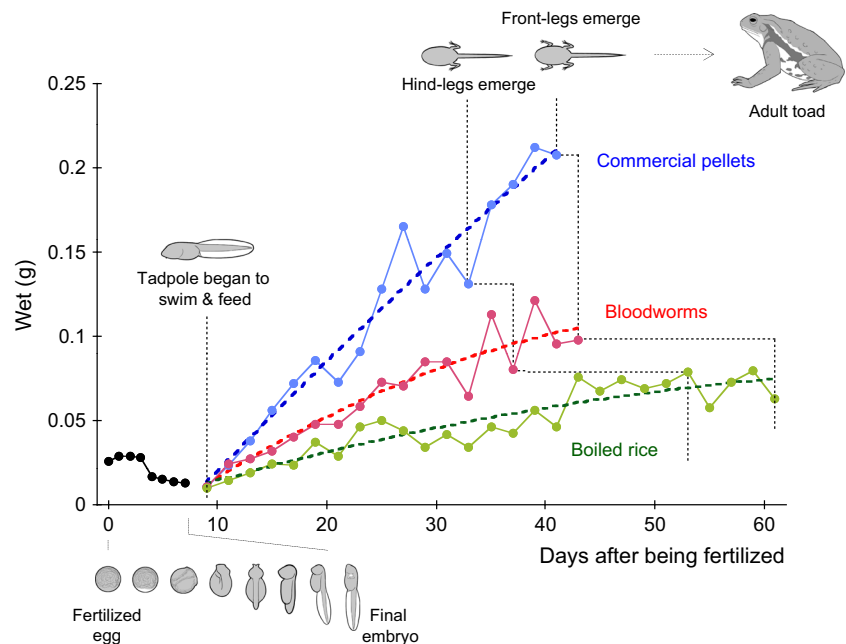 Front-legs emerge
Hind-legs emerge
Adult toad
0.25
0.2
0.15
0.1
0.05
0
Wet (g)
Commercial pellets
Tadpole began to
swim & feed
Bloodworms
Boiled rice
0
10
20
30
40
50
60
Days after being fertilized
Fertilized
egg
Final
embryo